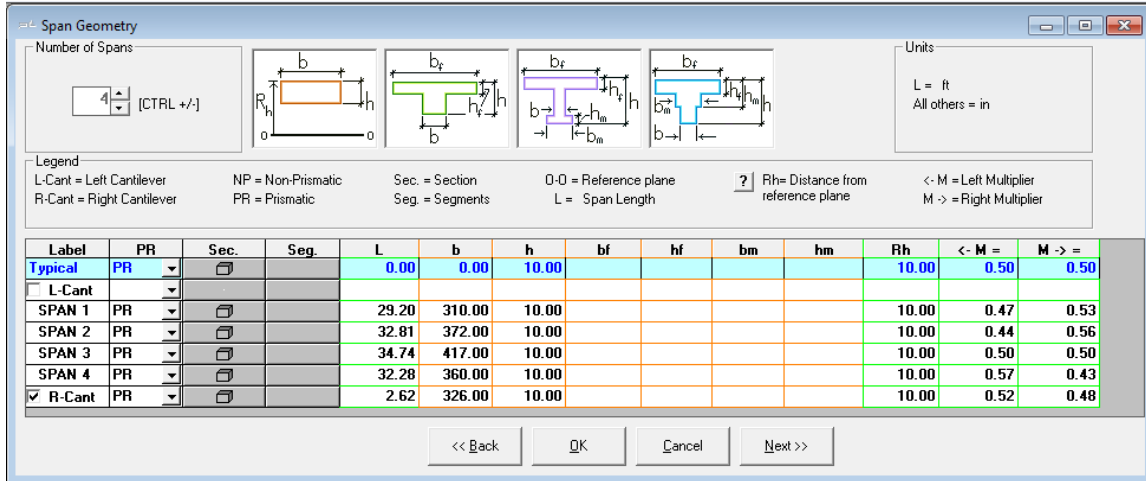 Span Geometry
Number of Spans
4 [CTRL +/-]
b
Rh h
0 0
bf
hf h
b
bf
hf h
b hm
bm
bf
bm hf hm h
b
Units
L = ft
All others = in
Legend
L-Cant = Left Cantilever NP = Non-Prismatic Sec. = Section O-O = Reference plane ? Rh= Distance from reference plane <- M =Left Multiplier
R-Cant = Right Cantilever PR = Prismatic Seg. = Segments L = Span Length M -> =Right Multiplier
Label PR Sec. Seg. L b h bf hf bm hm Rh <- M = M -> =
Typical PR 0.00 0.00 10.00 10.00 0.50 0.50
L-Cant
SPAN 1 PR 29.20 310.00 10.00 10.00 0.47 0.53
SPAN 2 PR 32.81 372.00 10.00 10.00 0.44 0.56
SPAN 3 PR 34.74 417.00 10.00 10.00 0.50 0.50
SPAN 4 PR 32.28 360.00 10.00 10.00 0.57 0.43
R-Cant PR 2.62 326.00 10.00 10.00 0.52 0.48
<< Back OK Cancel Next >>